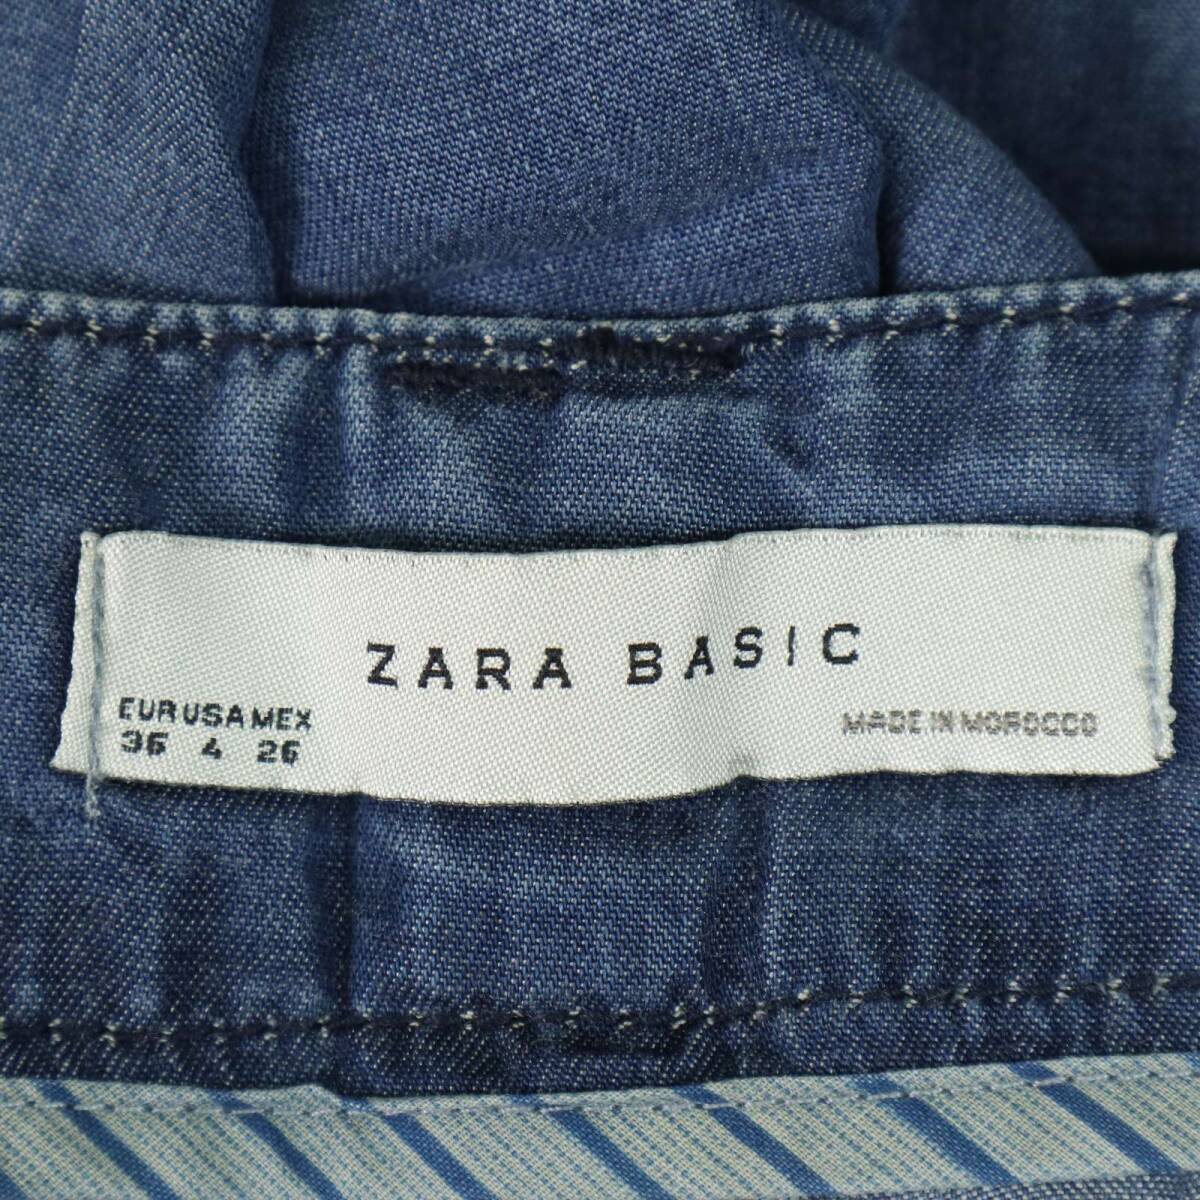 ZARA BASIC
EUR USA MEX
36 4 26
MADE IN MOROCCO